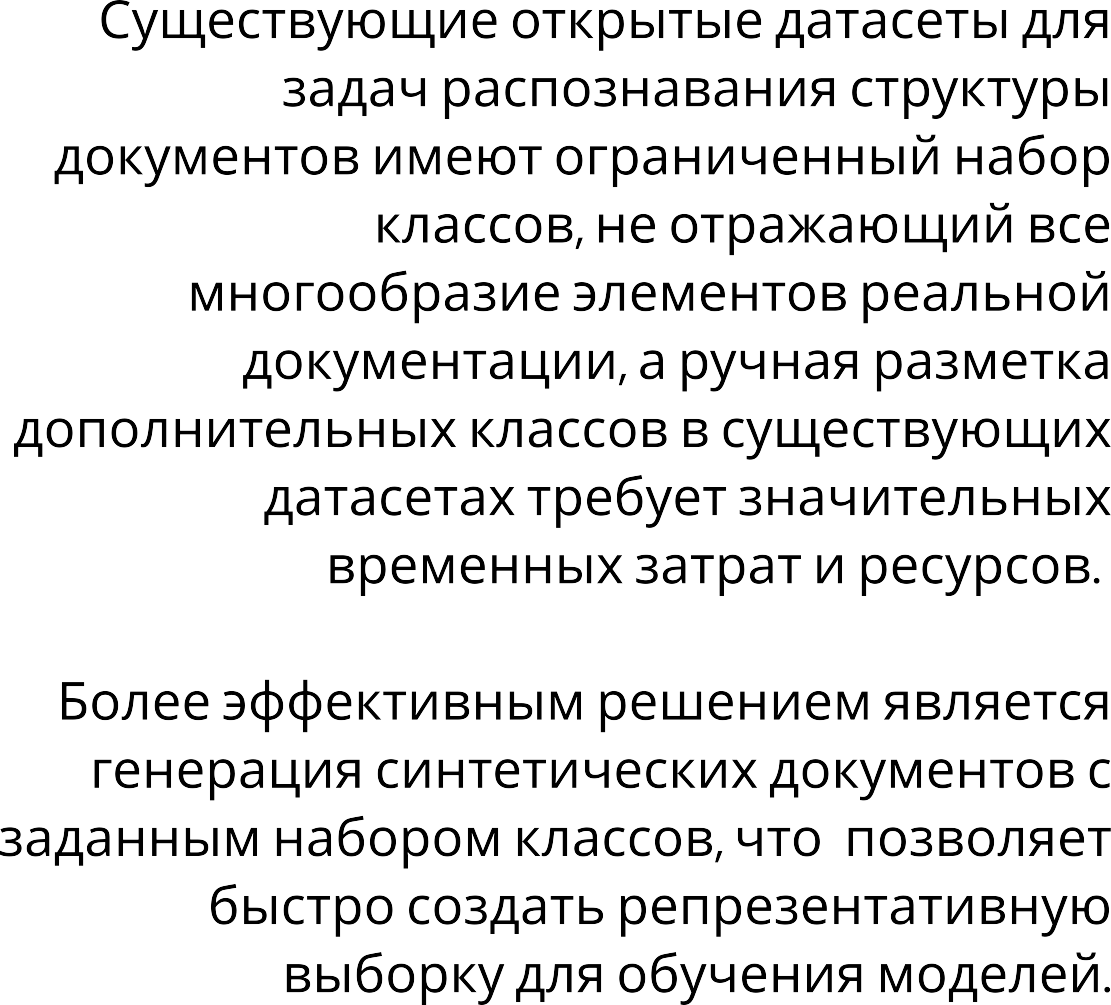 Существующие открытые датасеты для
задач распознавания структуры
документов имеют ограниченный набор
классов, не отражающий все
многообразие элементов реальной
документации, а ручная разметка
дополнительных классов в существующих
датасетах требует значительных
временных затрат и ресурсов.
Более эффективным решением является
генерация синтетических документов с
заданным набором классов, что  позволяет
быстро создать репрезентативную
выборку для обучения моделей.